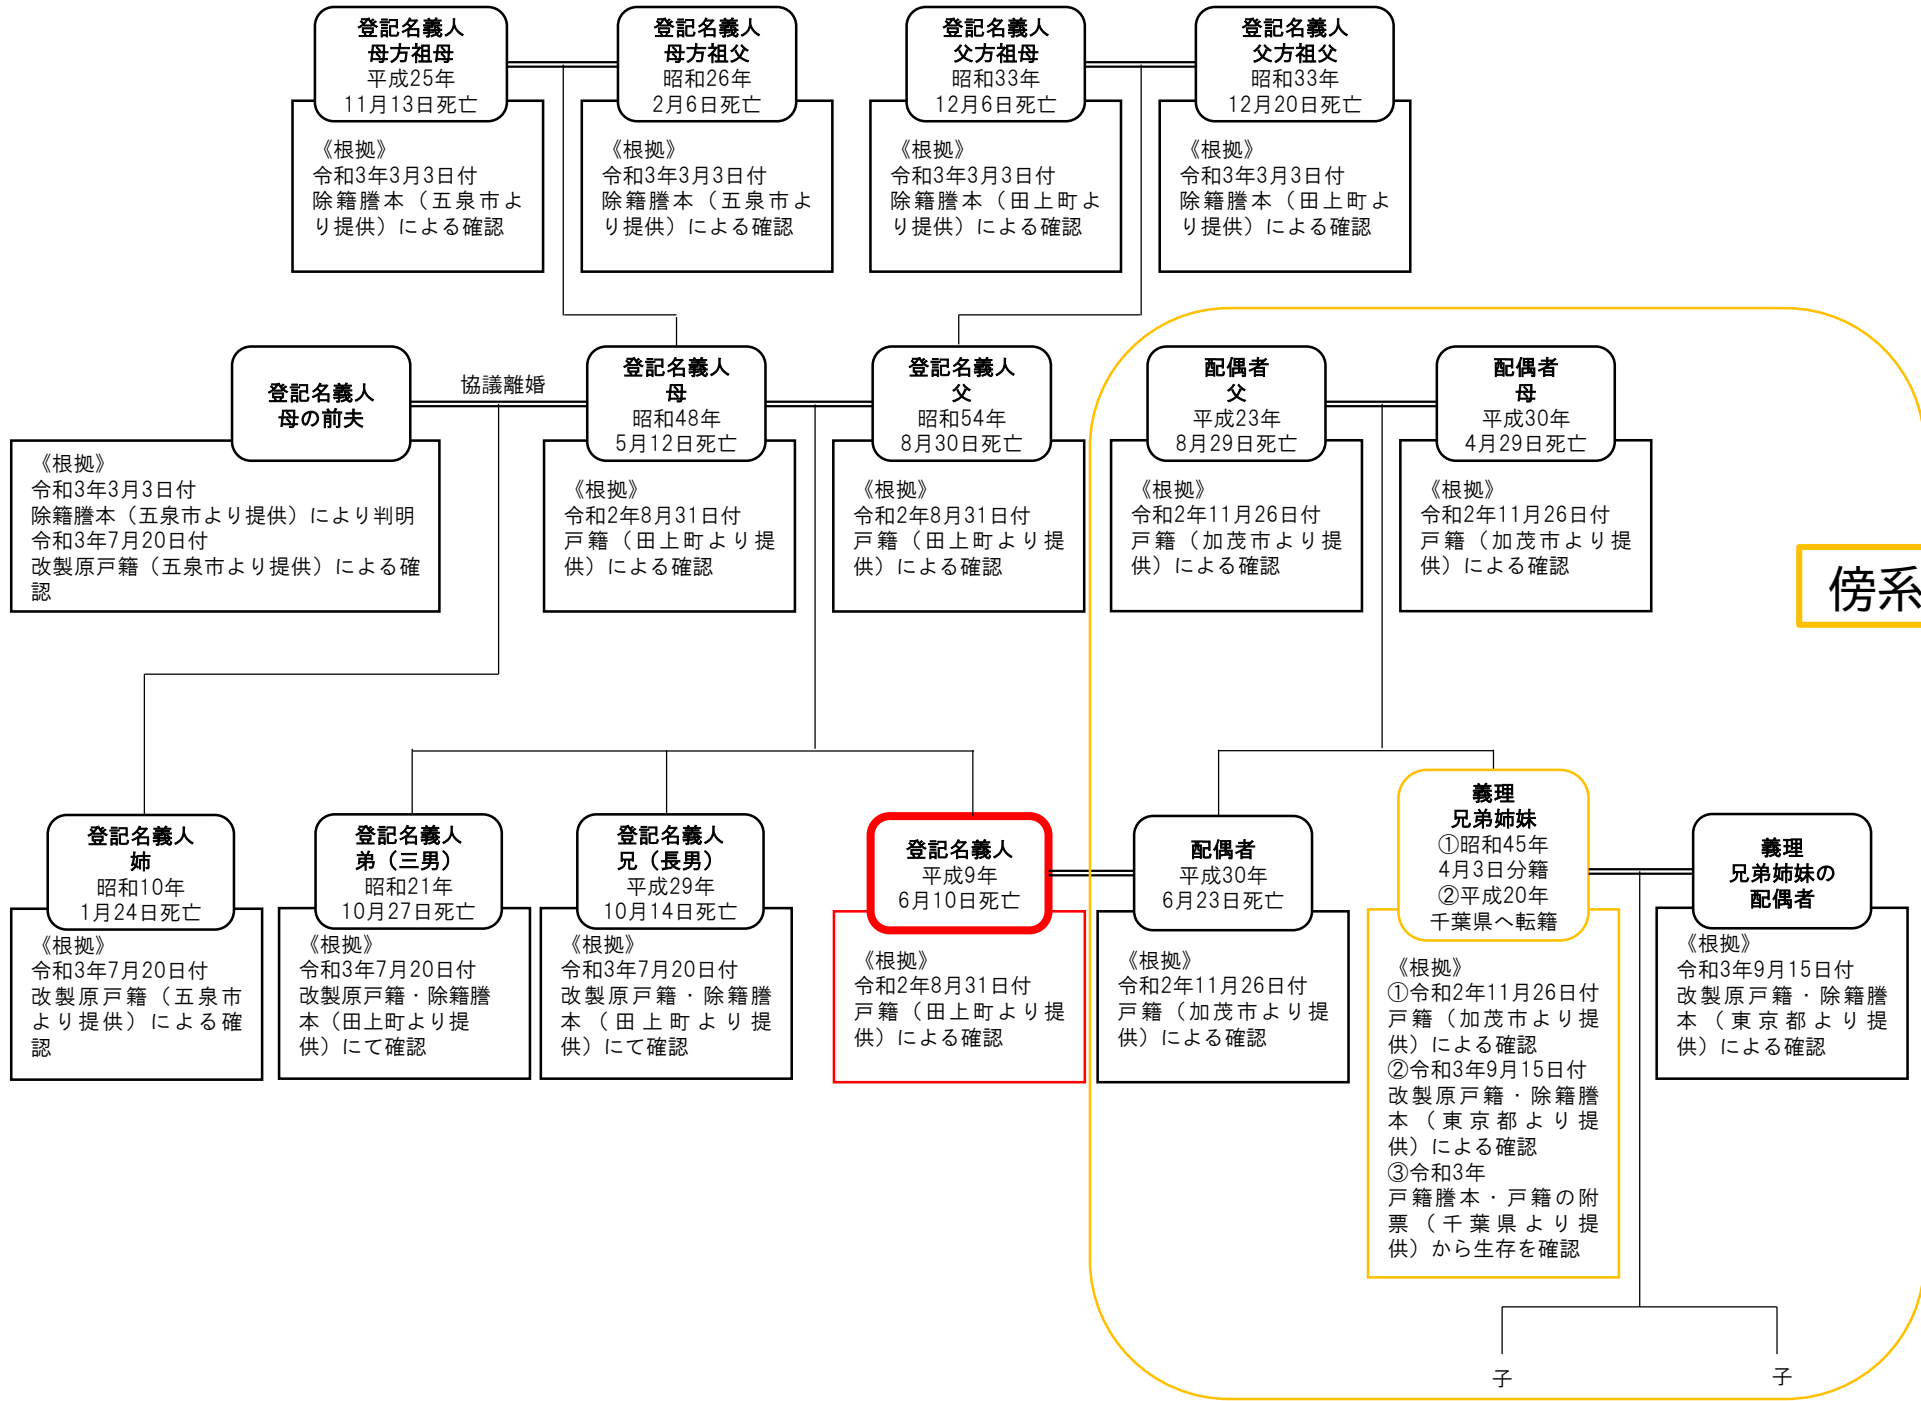 登記名義人
母方祖母
平成25年
11月13日死亡
《根拠》
令和3年3月3日付
除籍謄本（五泉市よ
り提供）による確認
登記名義人
母方祖父
昭和26年
2月6日死亡
《根拠》
令和3年3月3日付
除籍謄本（五泉市よ
り提供）による確認
登記名義人
父方祖母
昭和33年
12月6日死亡
《根拠》
令和3年3月3日付
除籍謄本（田上町よ
り提供）による確認
登記名義人
父方祖父
昭和33年
12月20日死亡
《根拠》
令和3年3月3日付
除籍謄本（田上町よ
り提供）による確認
登記名義人
母の前夫
《根拠》
令和3年3月3日付
除籍謄本（五泉市より提供）により判明
令和3年7月20日付
改製原戸籍（五泉市より提供）による確
認
協議離婚
登記名義人
母
昭和48年
5月12日死亡
《根拠》
令和2年8月31日付
戸籍（田上町より提
供）による確認
登記名義人
父
昭和54年
8月30日死亡
《根拠》
令和2年8月31日付
戸籍（田上町より提
供）による確認
配偶者
父
平成23年
8月29日死亡
《根拠》
令和2年11月26日付
戸籍（加茂市より提
供）による確認
配偶者
母
平成30年
4月29日死亡
《根拠》
令和2年11月26日付
戸籍（加茂市より提
供）による確認
傍系
登記名義人
姉
昭和10年
1月24日死亡
《根拠》
令和3年7月20日付
改製原戸籍（五泉市
より提供）による確
認
登記名義人
弟（三男）
昭和21年
10月27日死亡
《根拠》
令和3年7月20日付
改製原戸籍・除籍謄
本（田上町より提
供）にて確認
登記名義人
兄（長男）
平成29年
10月14日死亡
《根拠》
令和3年7月20日付
改製原戸籍・除籍謄
本（田上町より提
供）にて確認
登記名義人
平成9年
6月10日死亡
《根拠》
令和2年8月31日付
戸籍（田上町より提
供）による確認
配偶者
平成30年
6月23日死亡
《根拠》
令和2年11月26日付
戸籍（加茂市より提
供）による確認
義理
兄弟姉妹
①昭和45年
4月3日分籍
②平成20年
千葉県へ転籍
《根拠》
①令和2年11月26日付
戸籍（加茂市より提
供）による確認
②令和3年9月15日付
改製原戸籍・除籍謄
本（東京都より提
供）による確認
③令和3年
戸籍謄本・戸籍の附
票（千葉県より提
供）から生存を確認
義理
兄弟姉妹の
配偶者
《根拠》
令和3年9月15日付
改製原戸籍・除籍謄
本（東京都より提
供）による確認
子
子